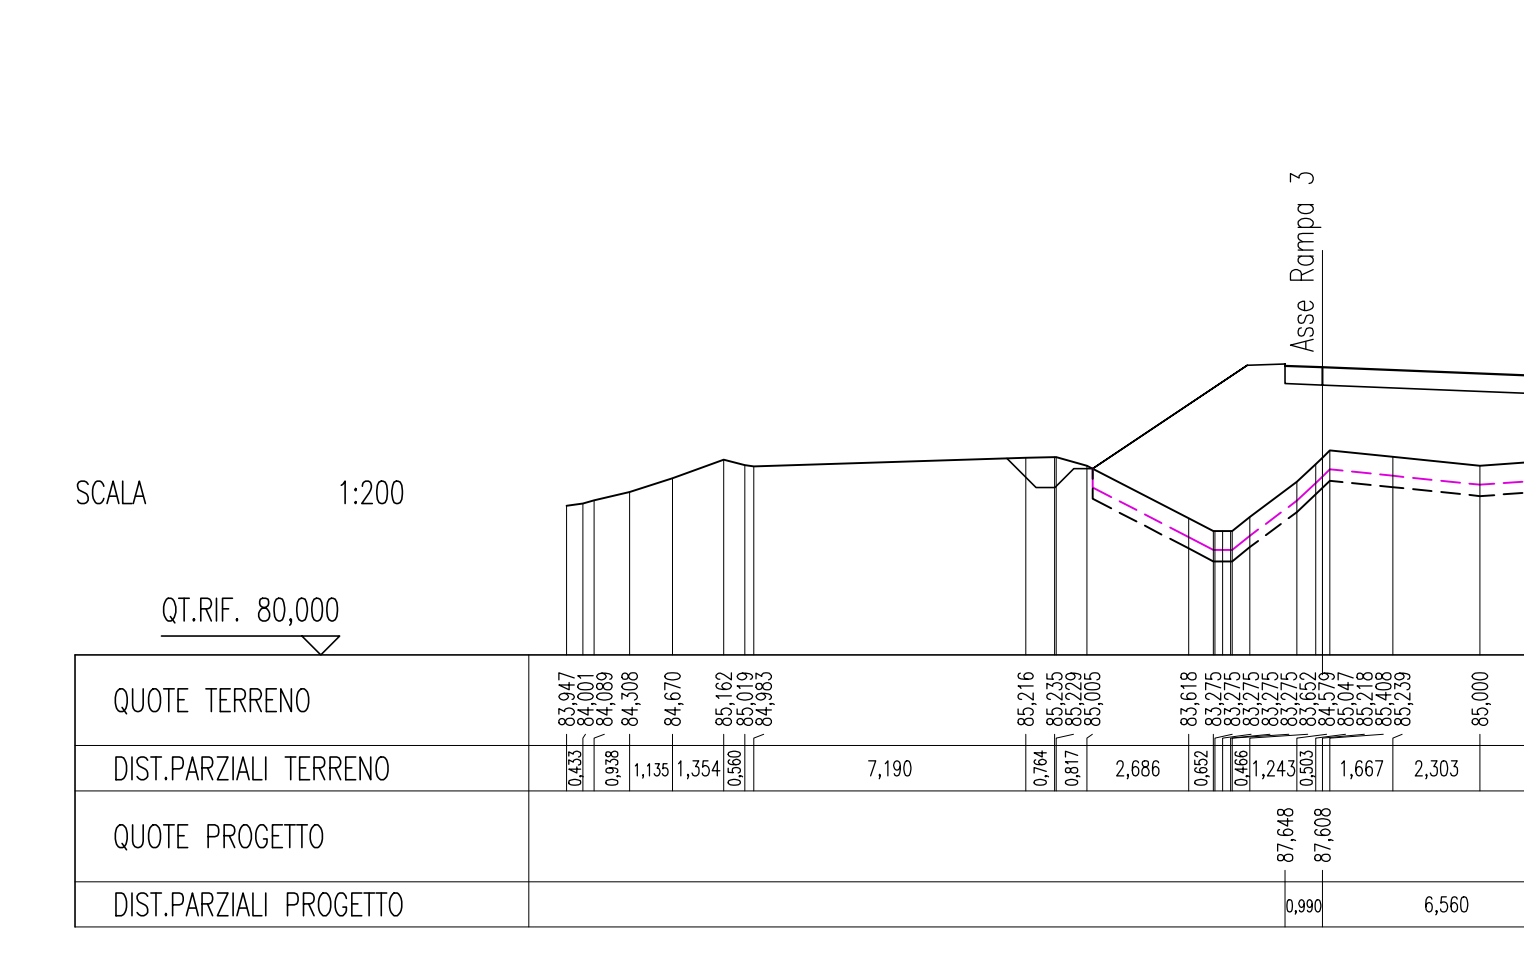 Asse Rampa 3
SCALA 1:200
QT.RIF. 80,000
QUOTE TERRENO 83,947 84,001 84,089 84,308 84,670 85,162 85,019 84,983 85,216 85,235 85,229 85,005 83,618 83,275 83,275 83,275 83,275 83,275 83,652 84,579 85,047 85,218 85,408 85,239 85,000
DIST.PARZIALI TERRENO 0,433 0,938 1,135 1,354 0,560 7,190 0,764 0,817 2,686 0,652 0,466 1,243 0,503 1,667 2,303
QUOTE PROGETTO 87,648 87,608
DIST.PARZIALI PROGETTO 0,990 6,560